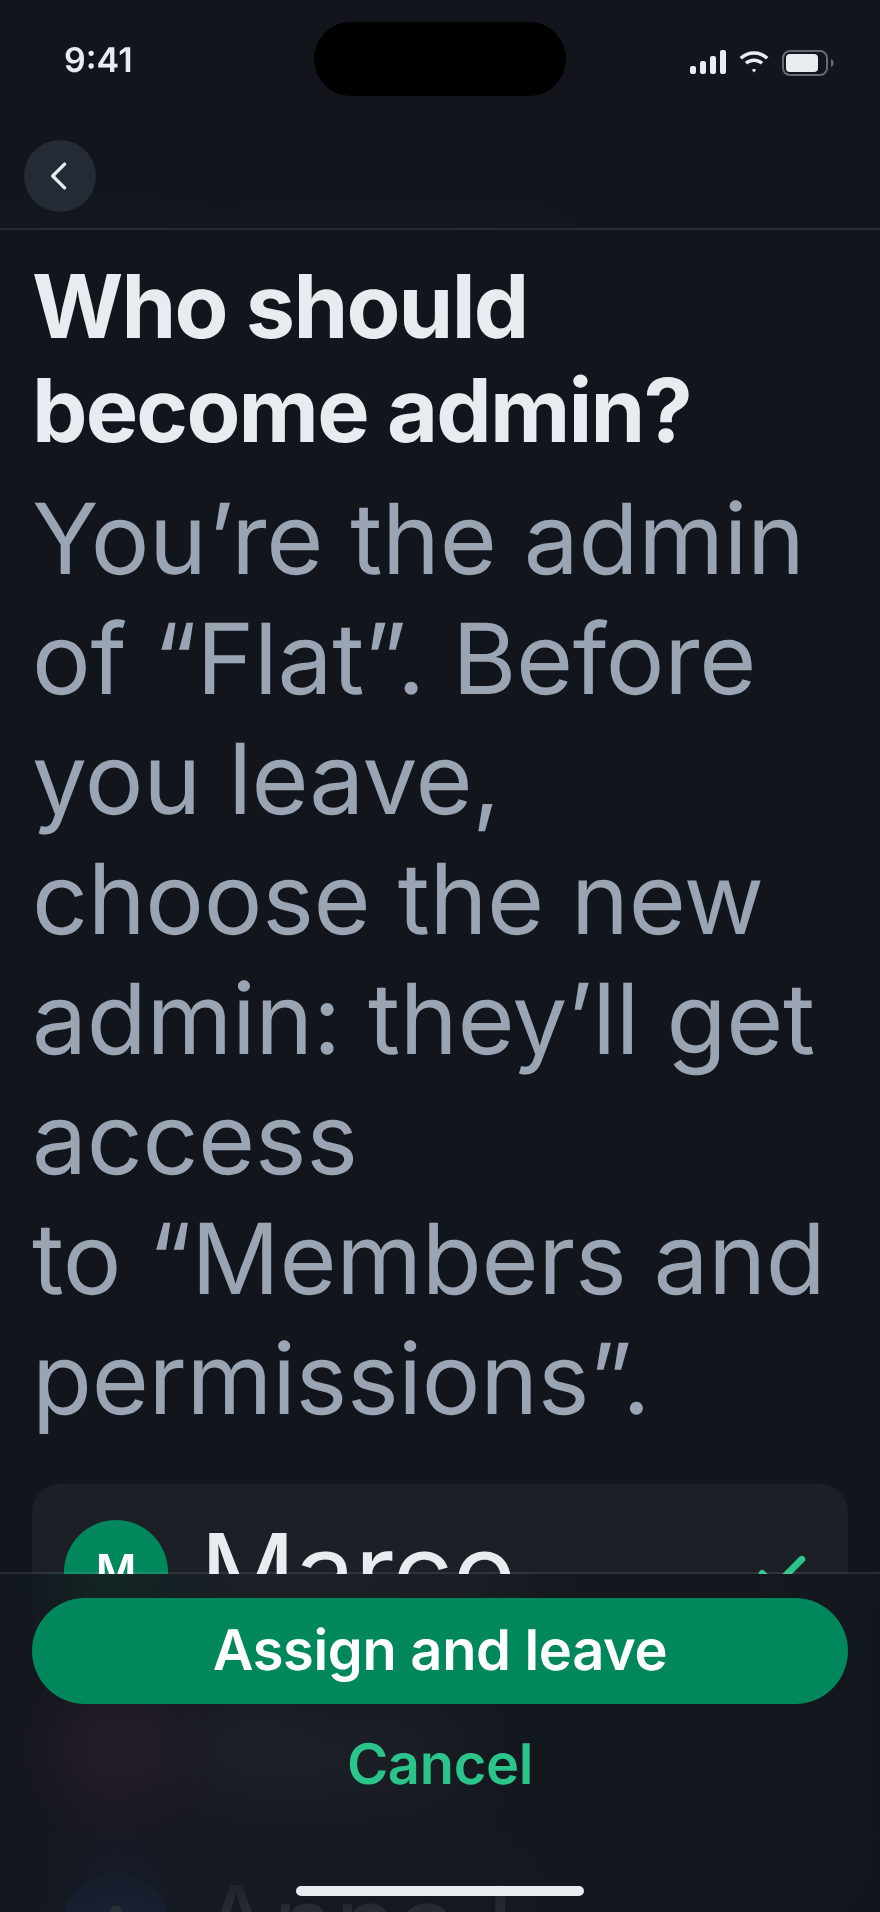 9:41
Who should
become admin?
You’re the admin
of “Flat”. Before
you leave,
choose the new
admin: they’ll get
access
to “Members and
permissions”.
M
Marco
Assign and leave
Cancel